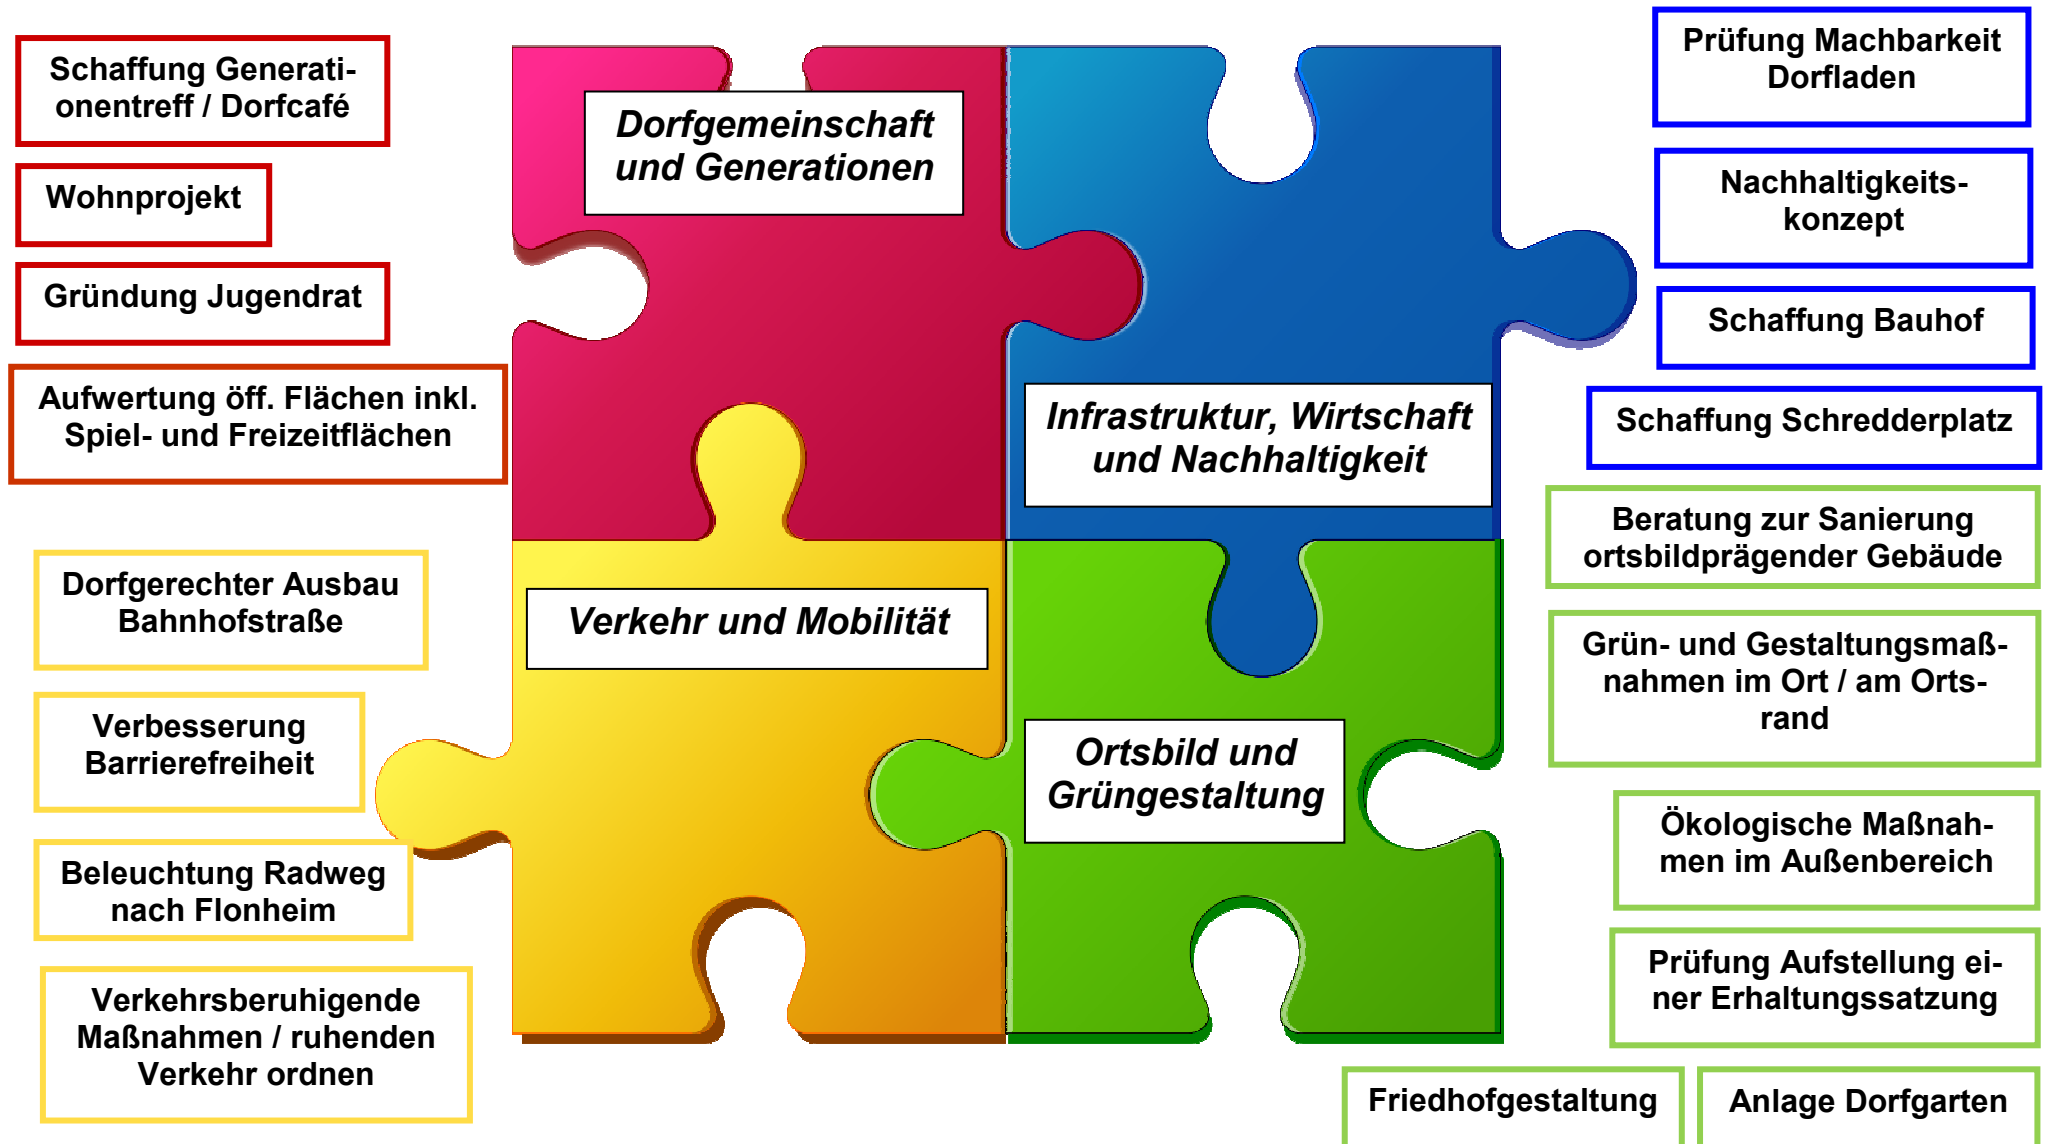 Schaffung Generati-
onentreff / Dorfcafé
Wohnprojekt
Gründung Jugendrat
Aufwertung öff. Flächen inkl.
Spiel- und Freizeitflächen
Dorfgerechter Ausbau
Bahnhofstraße
Verbesserung
Barrierefreiheit
Beleuchtung Radweg
nach Flonheim
Verkehrsberuhigende
Maßnahmen / ruhenden
Verkehr ordnen
Dorfgemeinschaft
und Generationen
Infrastruktur, Wirtschaft
und Nachhaltigkeit
Verkehr und Mobilität
Ortsbild und
Grüngestaltung
Prüfung Machbarkeit
Dorfladen
Nachhaltigkeits-
konzept
Schaffung Bauhof
Schaffung Schredderplatz
Beratung zur Sanierung
ortsbildprägender Gebäude
Grün- und Gestaltungsmaß-
nahmen im Ort / am Orts-
rand
Ökologische Maßnah-
men im Außenbereich
Prüfung Aufstellung ei-
ner Erhaltungssatzung
Friedhofgestaltung
Anlage Dorfgarten